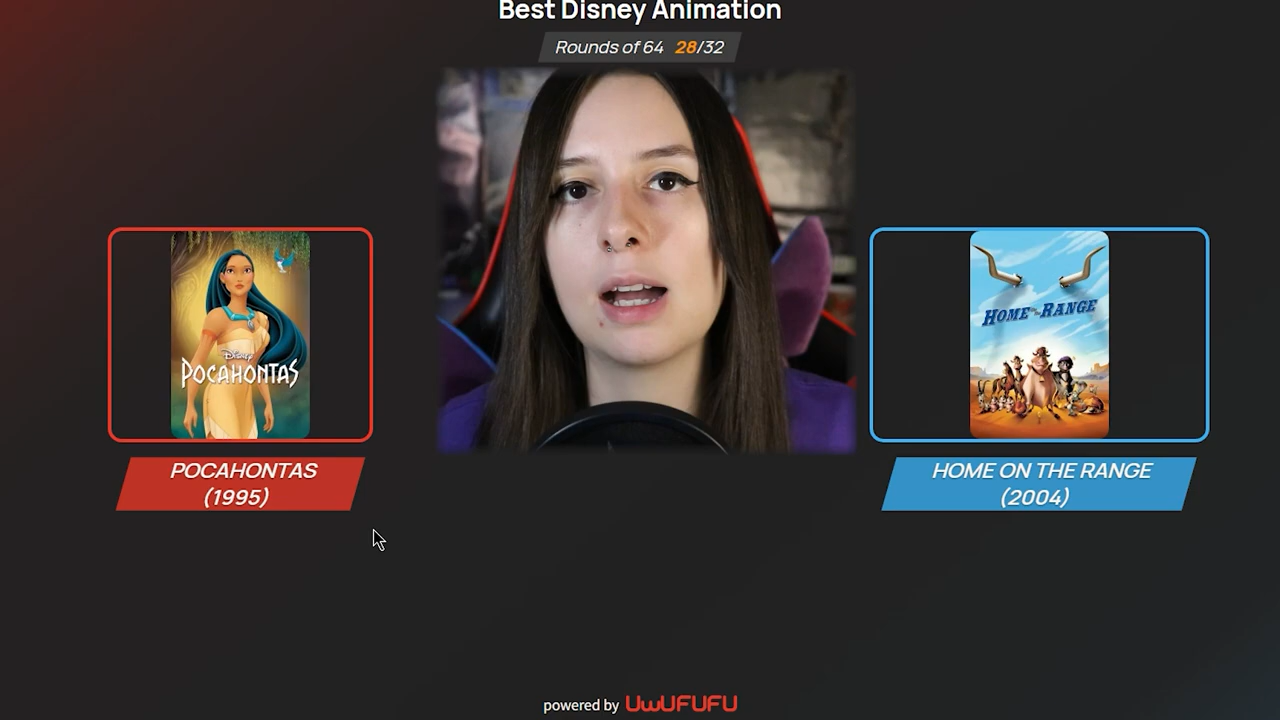 Best Disney Animation
Rounds of 64 28/32
Disney
POCAHONTAS
HOME ON THE RANGE
POCAHONTAS
(1995)
HOME ON THE RANGE
(2004)
powered by UwUFUFU